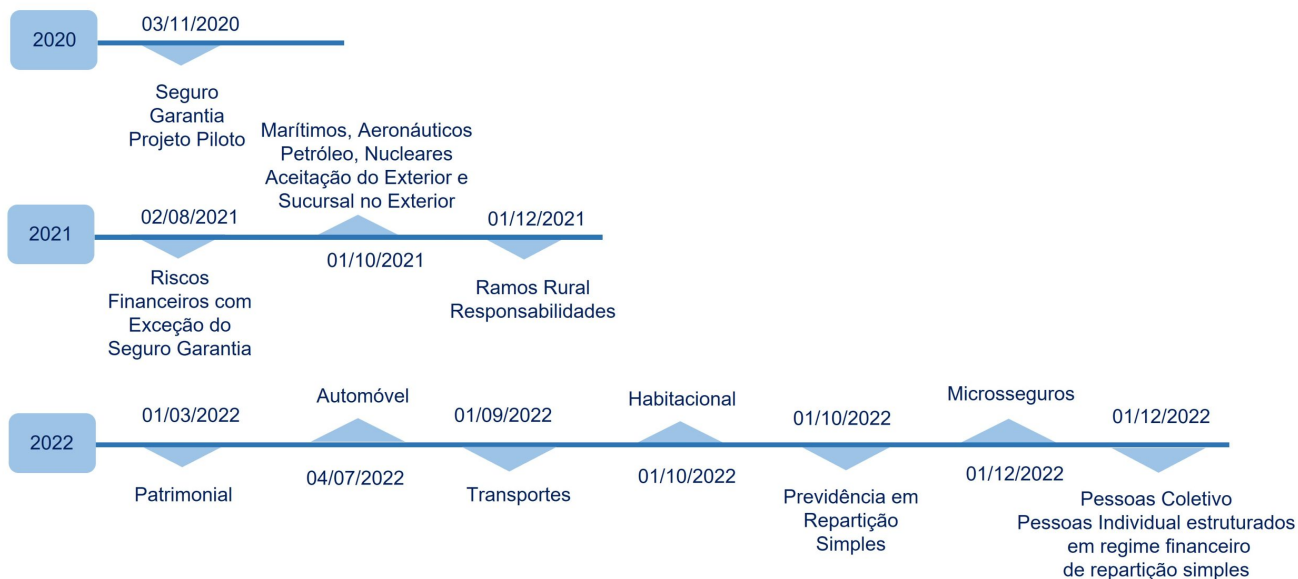 2020
03/11/2020
Seguro
Garantia
Projeto Piloto
2021
02/08/2021
Riscos
Financeiros com
Exceção do
Seguro Garantia
Marítimos, Aeronáuticos
Petróleo, Nucleares
Aceitação do Exterior e
Sucursal no Exterior
01/10/2021
01/12/2021
Ramos Rural
Responsabilidades
2022
01/03/2022
Patrimonial
Automóvel
04/07/2022
01/09/2022
Transportes
Habitacional
01/10/2022
01/10/2022
Previdência em
Repartição
Simples
Microsseguros
01/12/2022
01/12/2022
Pessoas Coletivo
Pessoas Individual estruturados
em regime financeiro
de repartição simples